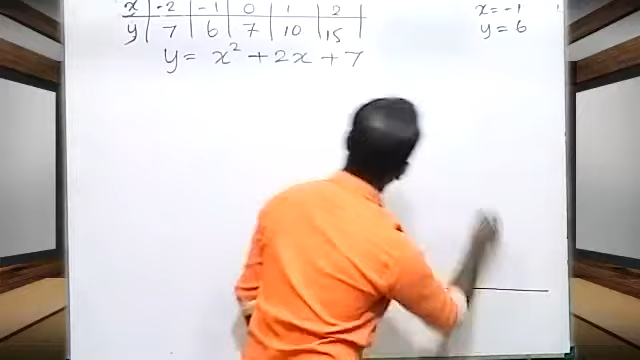 x | -2 | -1 | 0 | 1 | 2 |
y | 7 | 6 | 7 | 10 | 15 |
y = x² + 2x + 7
x = -1
y = 6